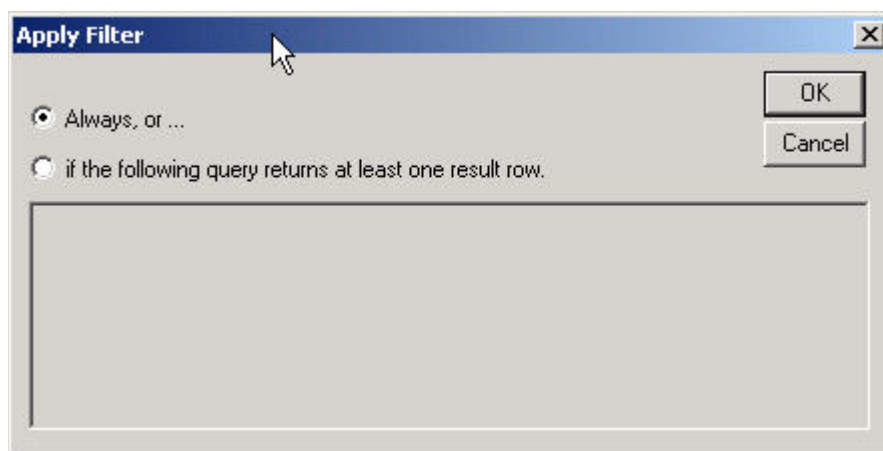 Apply Filter
OK
Always, or ...
Cancel
if the following query returns at least one result row.